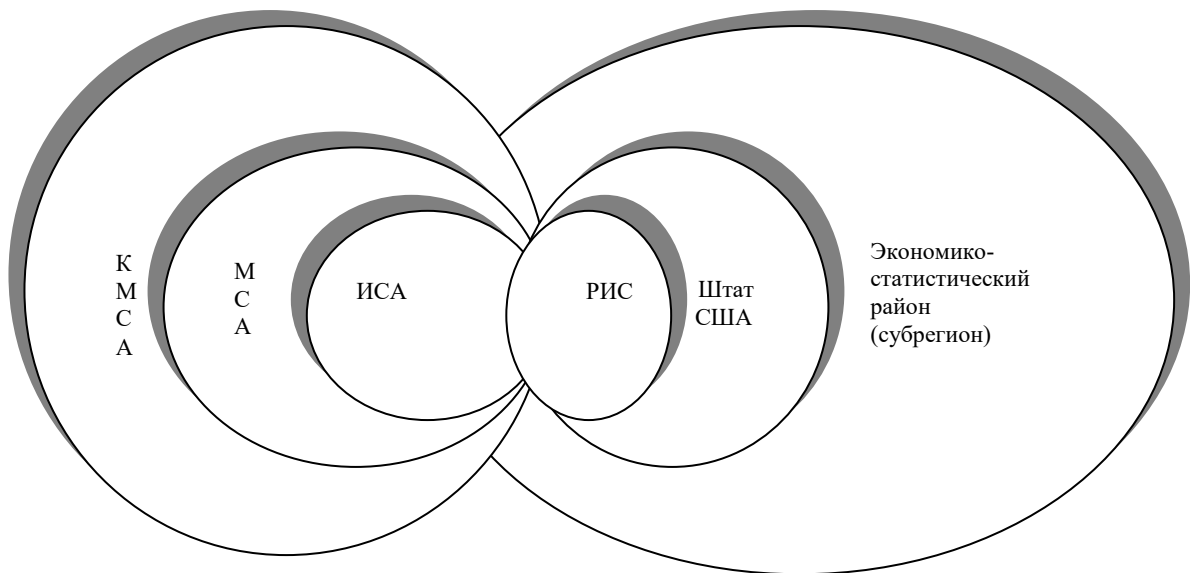 К
М
С
А
М
С
А
ИСА
РИС
Штат
США
Экономико-
статистический
район
(субрегион)